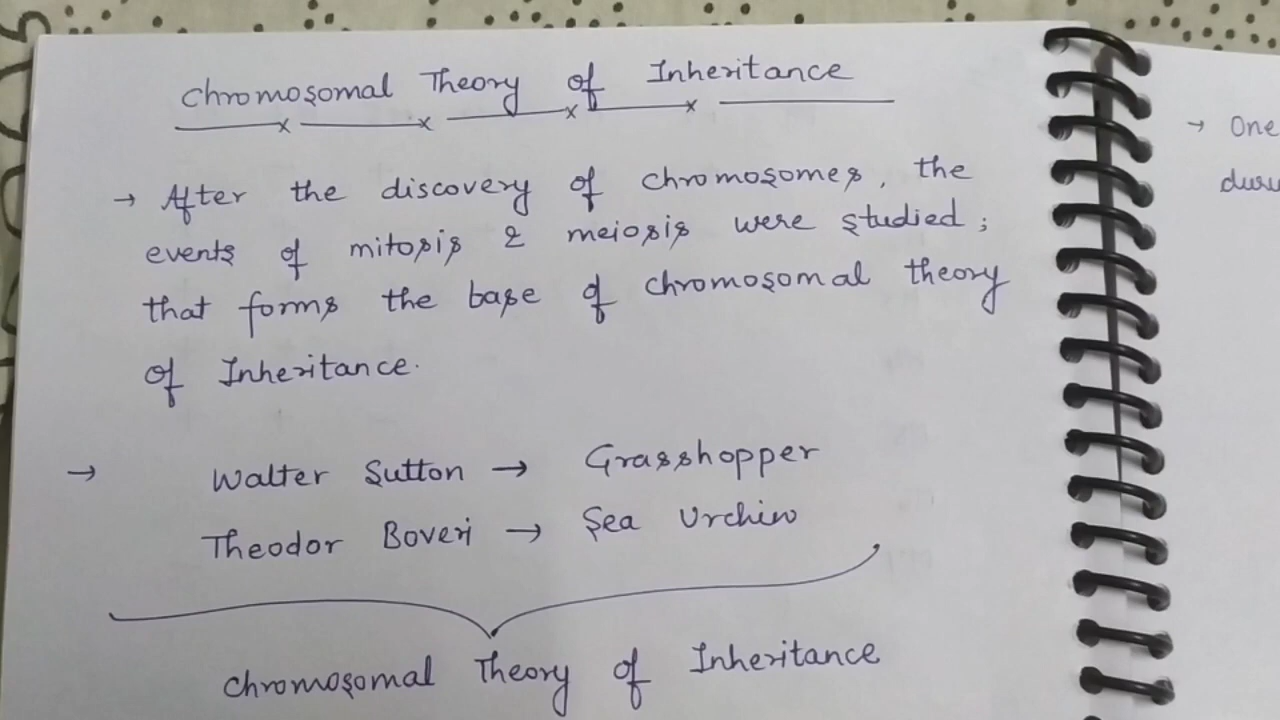 Chromosomal Theory of Inheritance
→ After the discovery of chromosomes, the
events of mitosis & meiosis were studied;
that forms the base of chromosomal theory
of Inheritance.
→ Walter Sutton → Grasshopper
Theodor Boveri → Sea Urchin
Chromosomal Theory of Inheritance
→ One